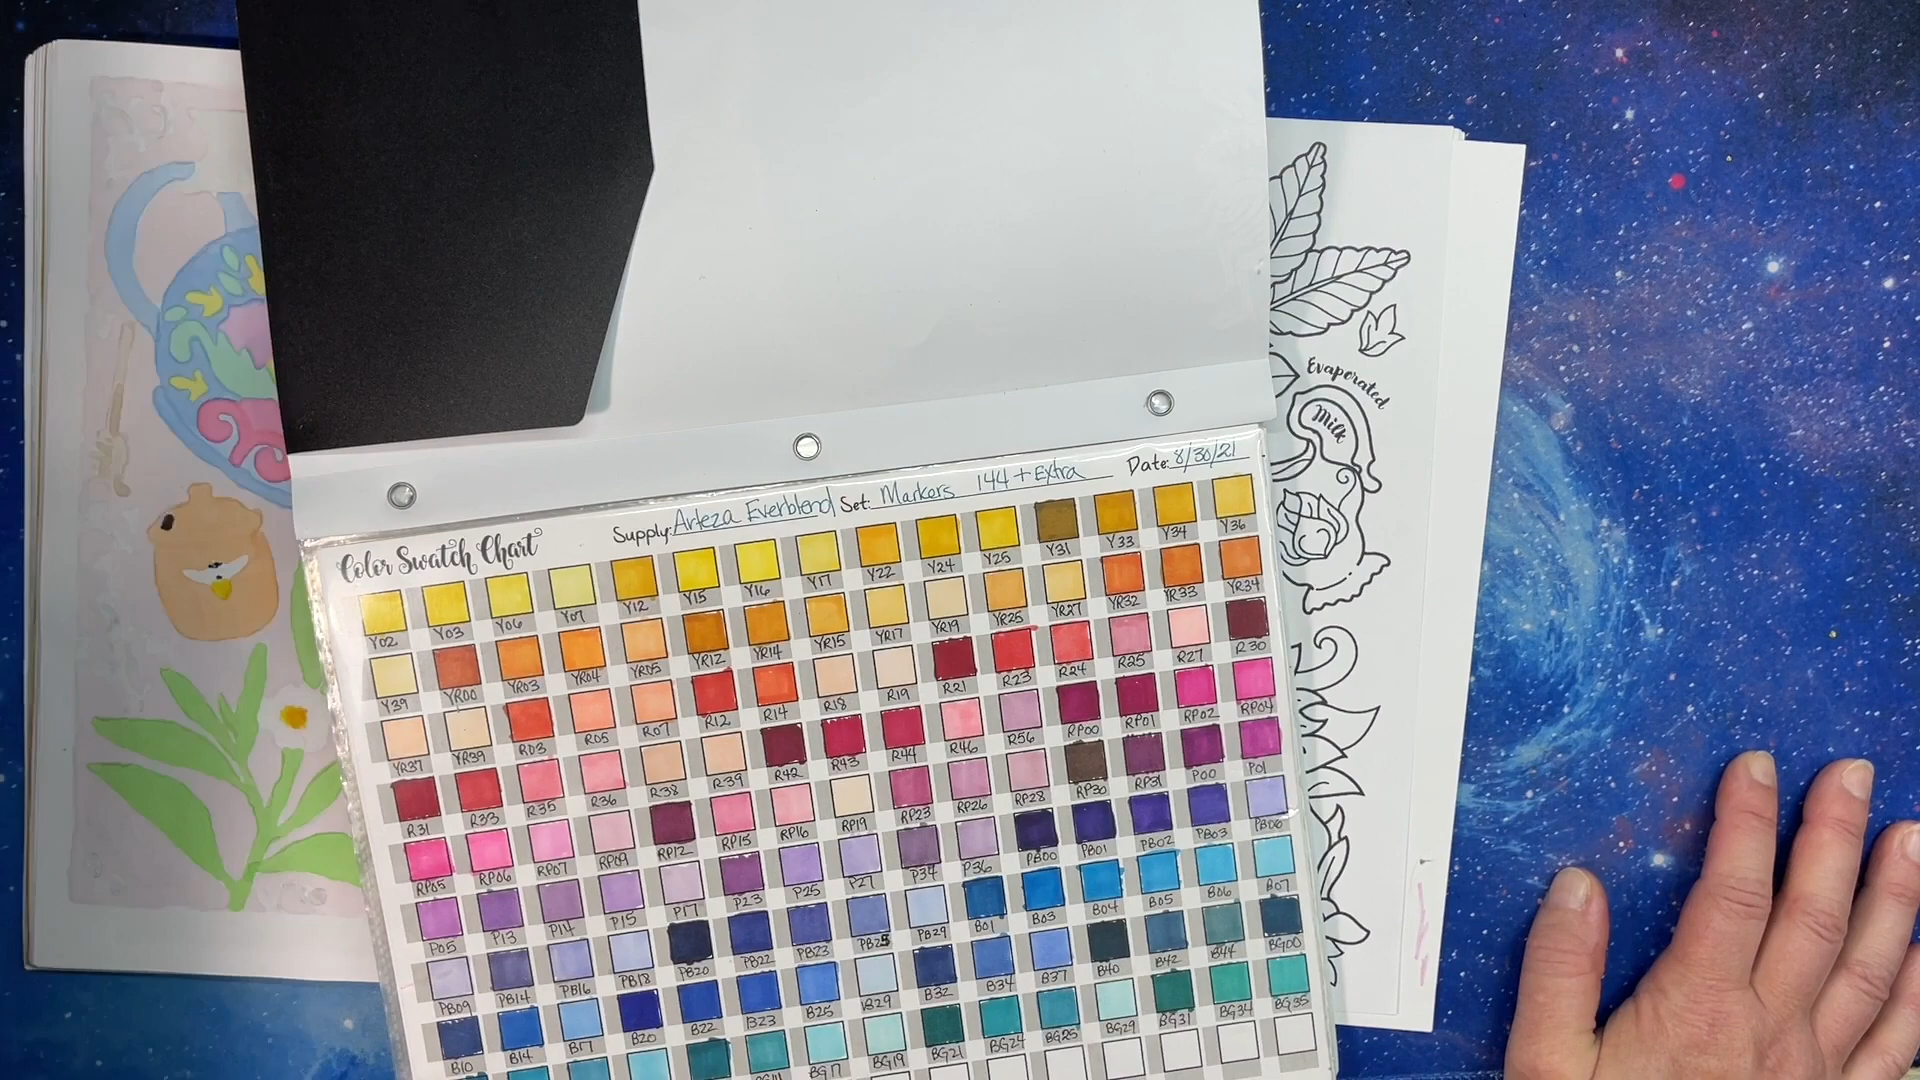 Evaporated
Milk
Color Swatch Chart
Supply: Arteza Everblend Set: Markers 144 + Extra Date: 8/30/21
Y02 Y03 Y06 Y07 Y12 Y15 Y16 Y17 Y22 Y24 Y25 Y31 Y33 Y34 Y36
Y39 YR00 YR03 YR04 YR05 YR12 YR14 YR15 YR17 YR19 YR25 YR27 YR32 YR33 YR34
YR37 YR39 R03 R05 R07 R12 R14 R18 R19 R21 R23 R24 R25 R27 R30
R31 R33 R35 R36 R38 R39 R42 R43 R44 R46 R56 RP00 RP01 RP02 RP04
RP05 RP06 RP07 RP09 RP12 RP15 RP16 RP19 RP23 RP26 RP28 RP30 RP31 P00 P01
P05 P13 P14 P15 P17 P23 P25 P27 P34 P36 PB00 PB01 PB02 PB03 PB06
PB09 PB14 PB16 PB18 PB20 PB22 PB23 PB25 PB29 B01 B03 B04 B05 B06 B07
B10 B14 B17 B20 B22 B23 B25 B29 B32 B34 B37 B40 B42 B44 BG00
BG17 BG19 BG21 BG24 BG25 BG29 BG31 BG34 BG35